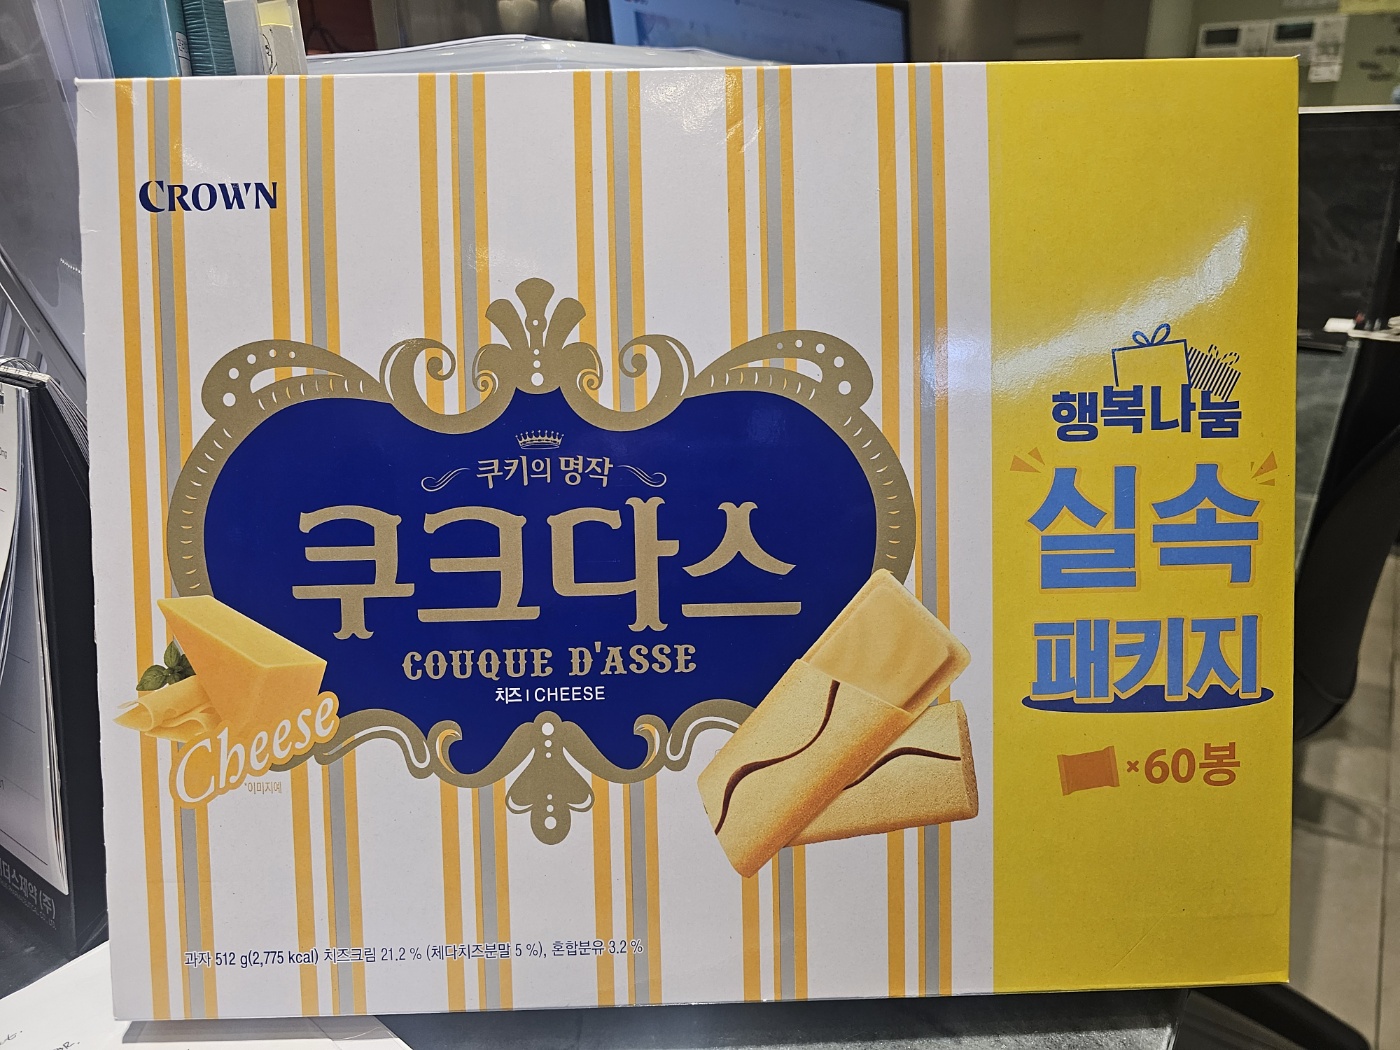 CROWN
쿠키의 명작
쿠크다스
COUQUE D'ASSE
치즈 | CHEESE
Cheese
*이미지예
과자 512 g(2,775 kcal) 치즈크림 21.2 % (체다치즈분말 5 %), 혼합분유 3.2 %
행복나눔
실속
패키지
×60봉